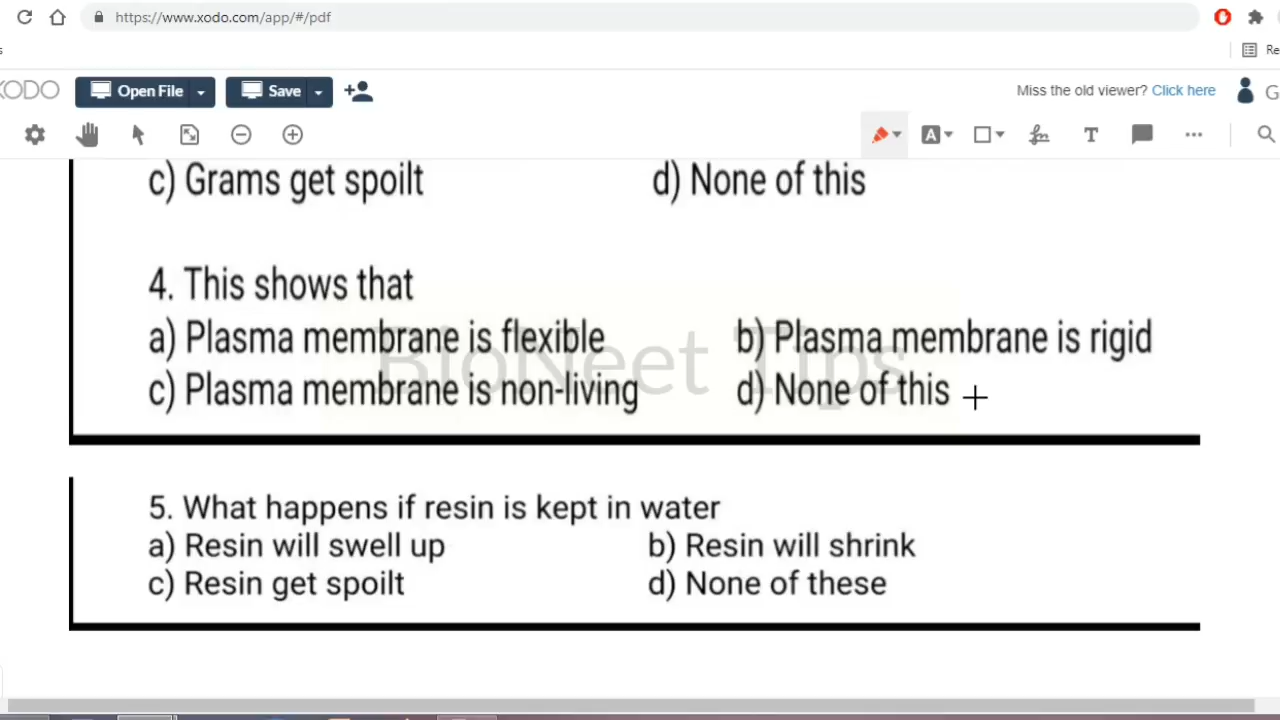 https://www.xodo.com/app/#/pdf
Re
XODO
Open File
Save
Miss the old viewer? Click here
G
A
T
c) Grams get spoilt d) None of this
4. This shows that
a) Plasma membrane is flexible b) Plasma membrane is rigid
BioNeet Tips
c) Plasma membrane is non-living d) None of this
5. What happens if resin is kept in water
a) Resin will swell up b) Resin will shrink
c) Resin get spoilt d) None of these